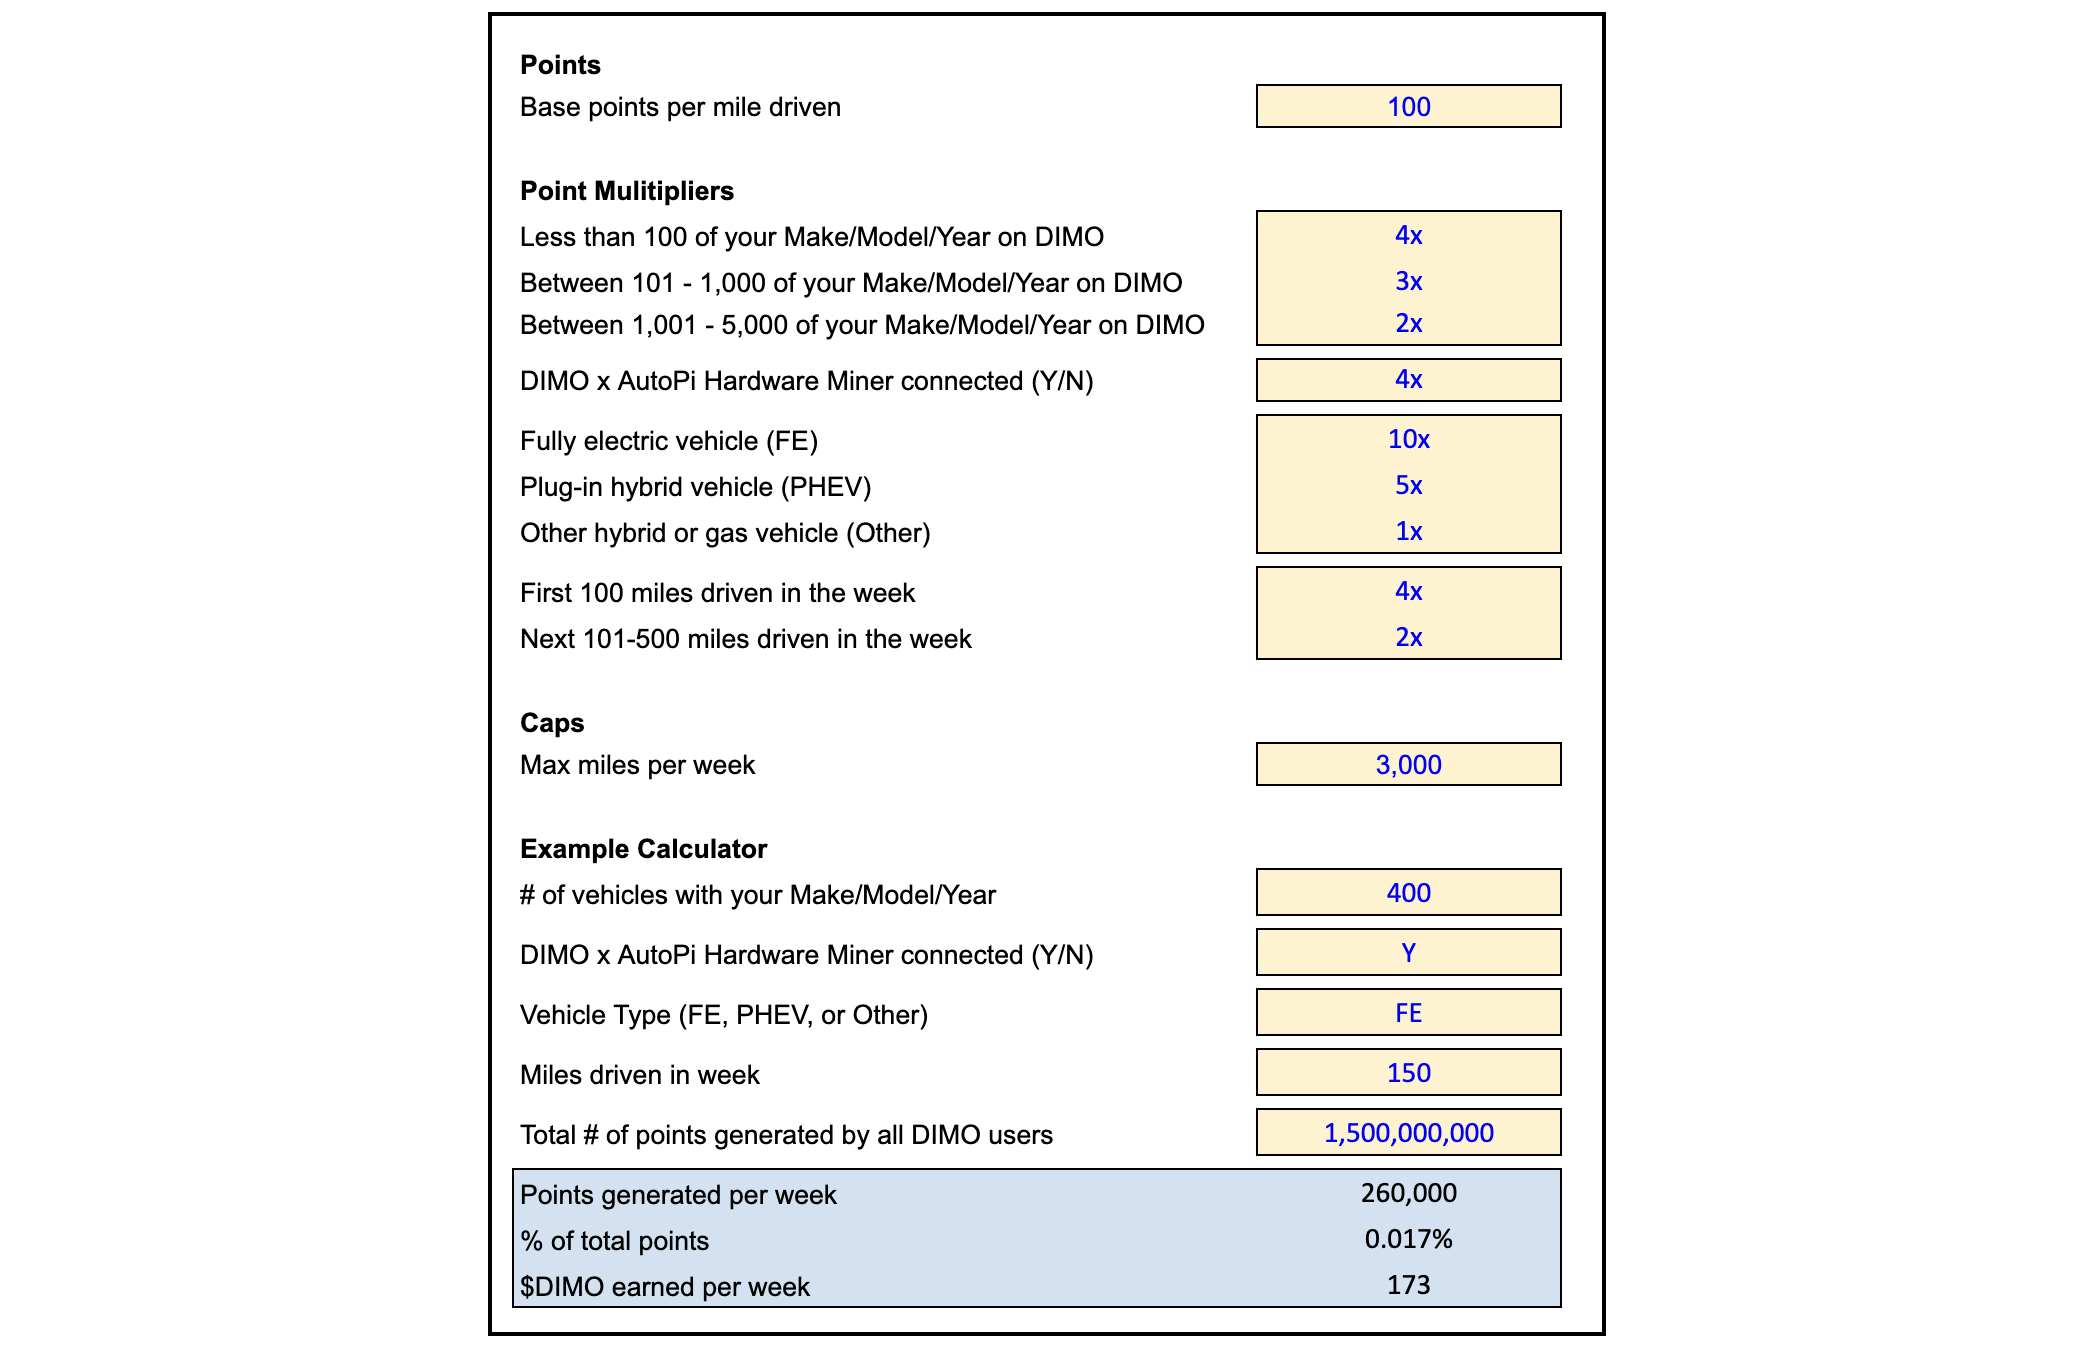 Points
Base points per mile driven 100
Point Mulitipliers
Less than 100 of your Make/Model/Year on DIMO 4x
Between 101 - 1,000 of your Make/Model/Year on DIMO 3x
Between 1,001 - 5,000 of your Make/Model/Year on DIMO 2x
DIMO x AutoPi Hardware Miner connected (Y/N) 4x
Fully electric vehicle (FE) 10x
Plug-in hybrid vehicle (PHEV) 5x
Other hybrid or gas vehicle (Other) 1x
First 100 miles driven in the week 4x
Next 101-500 miles driven in the week 2x
Caps
Max miles per week 3,000
Example Calculator
# of vehicles with your Make/Model/Year 400
DIMO x AutoPi Hardware Miner connected (Y/N) Y
Vehicle Type (FE, PHEV, or Other) FE
Miles driven in week 150
Total # of points generated by all DIMO users 1,500,000,000
Points generated per week 260,000
% of total points 0.017%
$DIMO earned per week 173